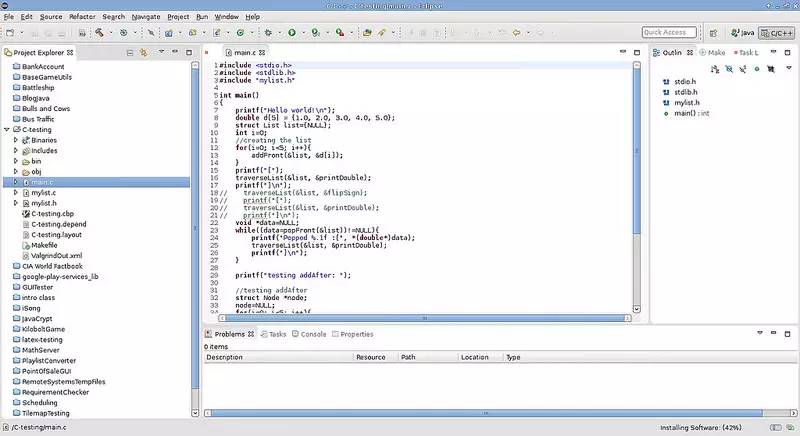 C/C++ - C-testing/main.c - Eclipse
File Edit Source Refactor Search Navigate Project Run Window Help
Quick Access Java C/C++
Project Explorer
BankAccount
BaseGameUtils
Battleship
BlogJava
Bulls and Cows
Bus Traffic
C-testing
Binaries
Includes
bin
obj
main.c
mylist.c
mylist.h
C-testing.cbp
C-testing.depend
C-testing.layout
Makefile
ValgrindOut.xml
CIA World Factbook
google-play-services_lib
GUITester
intro class
iSong
JavaCrypt
KiloboltGame
latex-testing
MathServer
PlaylistConverter
PointOfSaleGUI
RemoteSystemsTempFiles
RequirementChecker
Scheduling
TilemapTesting
main.c
1 #include <stdio.h>
2 #include <stdlib.h>
3 #include "mylist.h"
4
5 int main()
6 {
7 printf("Hello world!\n");
8 double d[5] = {1.0, 2.0, 3.0, 4.0, 5.0};
9 struct List list={NULL};
10 int i=0;
11 //creating the list
12 for(i=0; i<5; i++){
13 addFront(&list, &d[i]);
14 }
15 printf("[");
16 traverseList(&list, &printDouble);
17 printf("]\n");
18 // traverseList(&list, &flipSign);
19 // printf("[");
20 // traverseList(&list, &printDouble);
21 // printf("]\n");
22 void *data=NULL;
23 while((data=popFront(&list))!=NULL){
24 printf("Popped %.1f :[", *(double*)data);
25 traverseList(&list, &printDouble);
26 printf("]\n");
27 }
28
29 printf("testing addAfter: ");
30
31 //testing addAfter
32 struct Node *node;
33 node=NULL;
34 for(i=0; i<5; i++){
Outlin Make Task L
stdio.h
stdlib.h
mylist.h
main() : int
Problems Tasks Console Properties
0 items
Description Resource Path Location Type
/C-testing/main.c Installing Software: (42%)